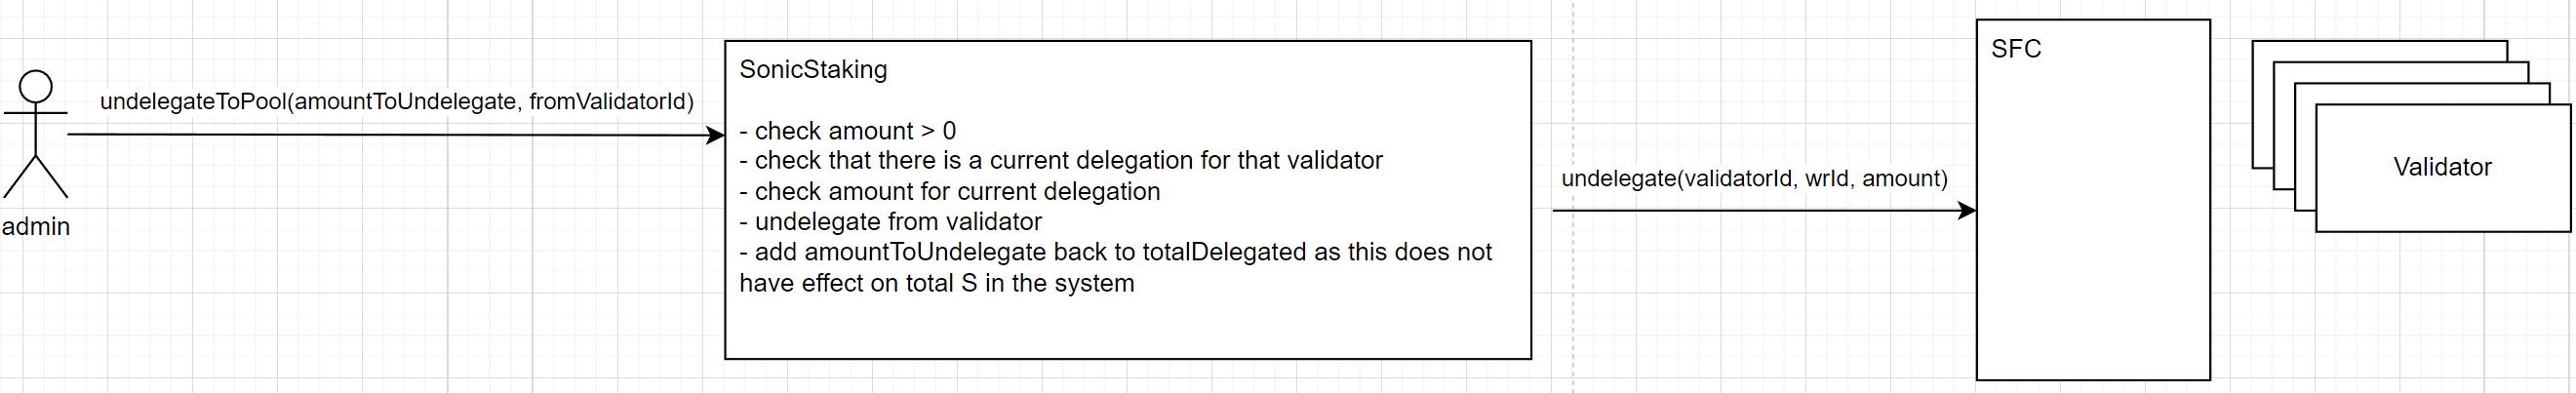 admin
undelegateToPool(amountToUndelegate, fromValidatorId)
SonicStaking
- check amount > 0
- check that there is a current delegation for that validator
- check amount for current delegation
- undelegate from validator
- add amountToUndelegate back to totalDelegated as this does not
have effect on total S in the system
undelegate(validatorId, wrId, amount)
SFC
Validator